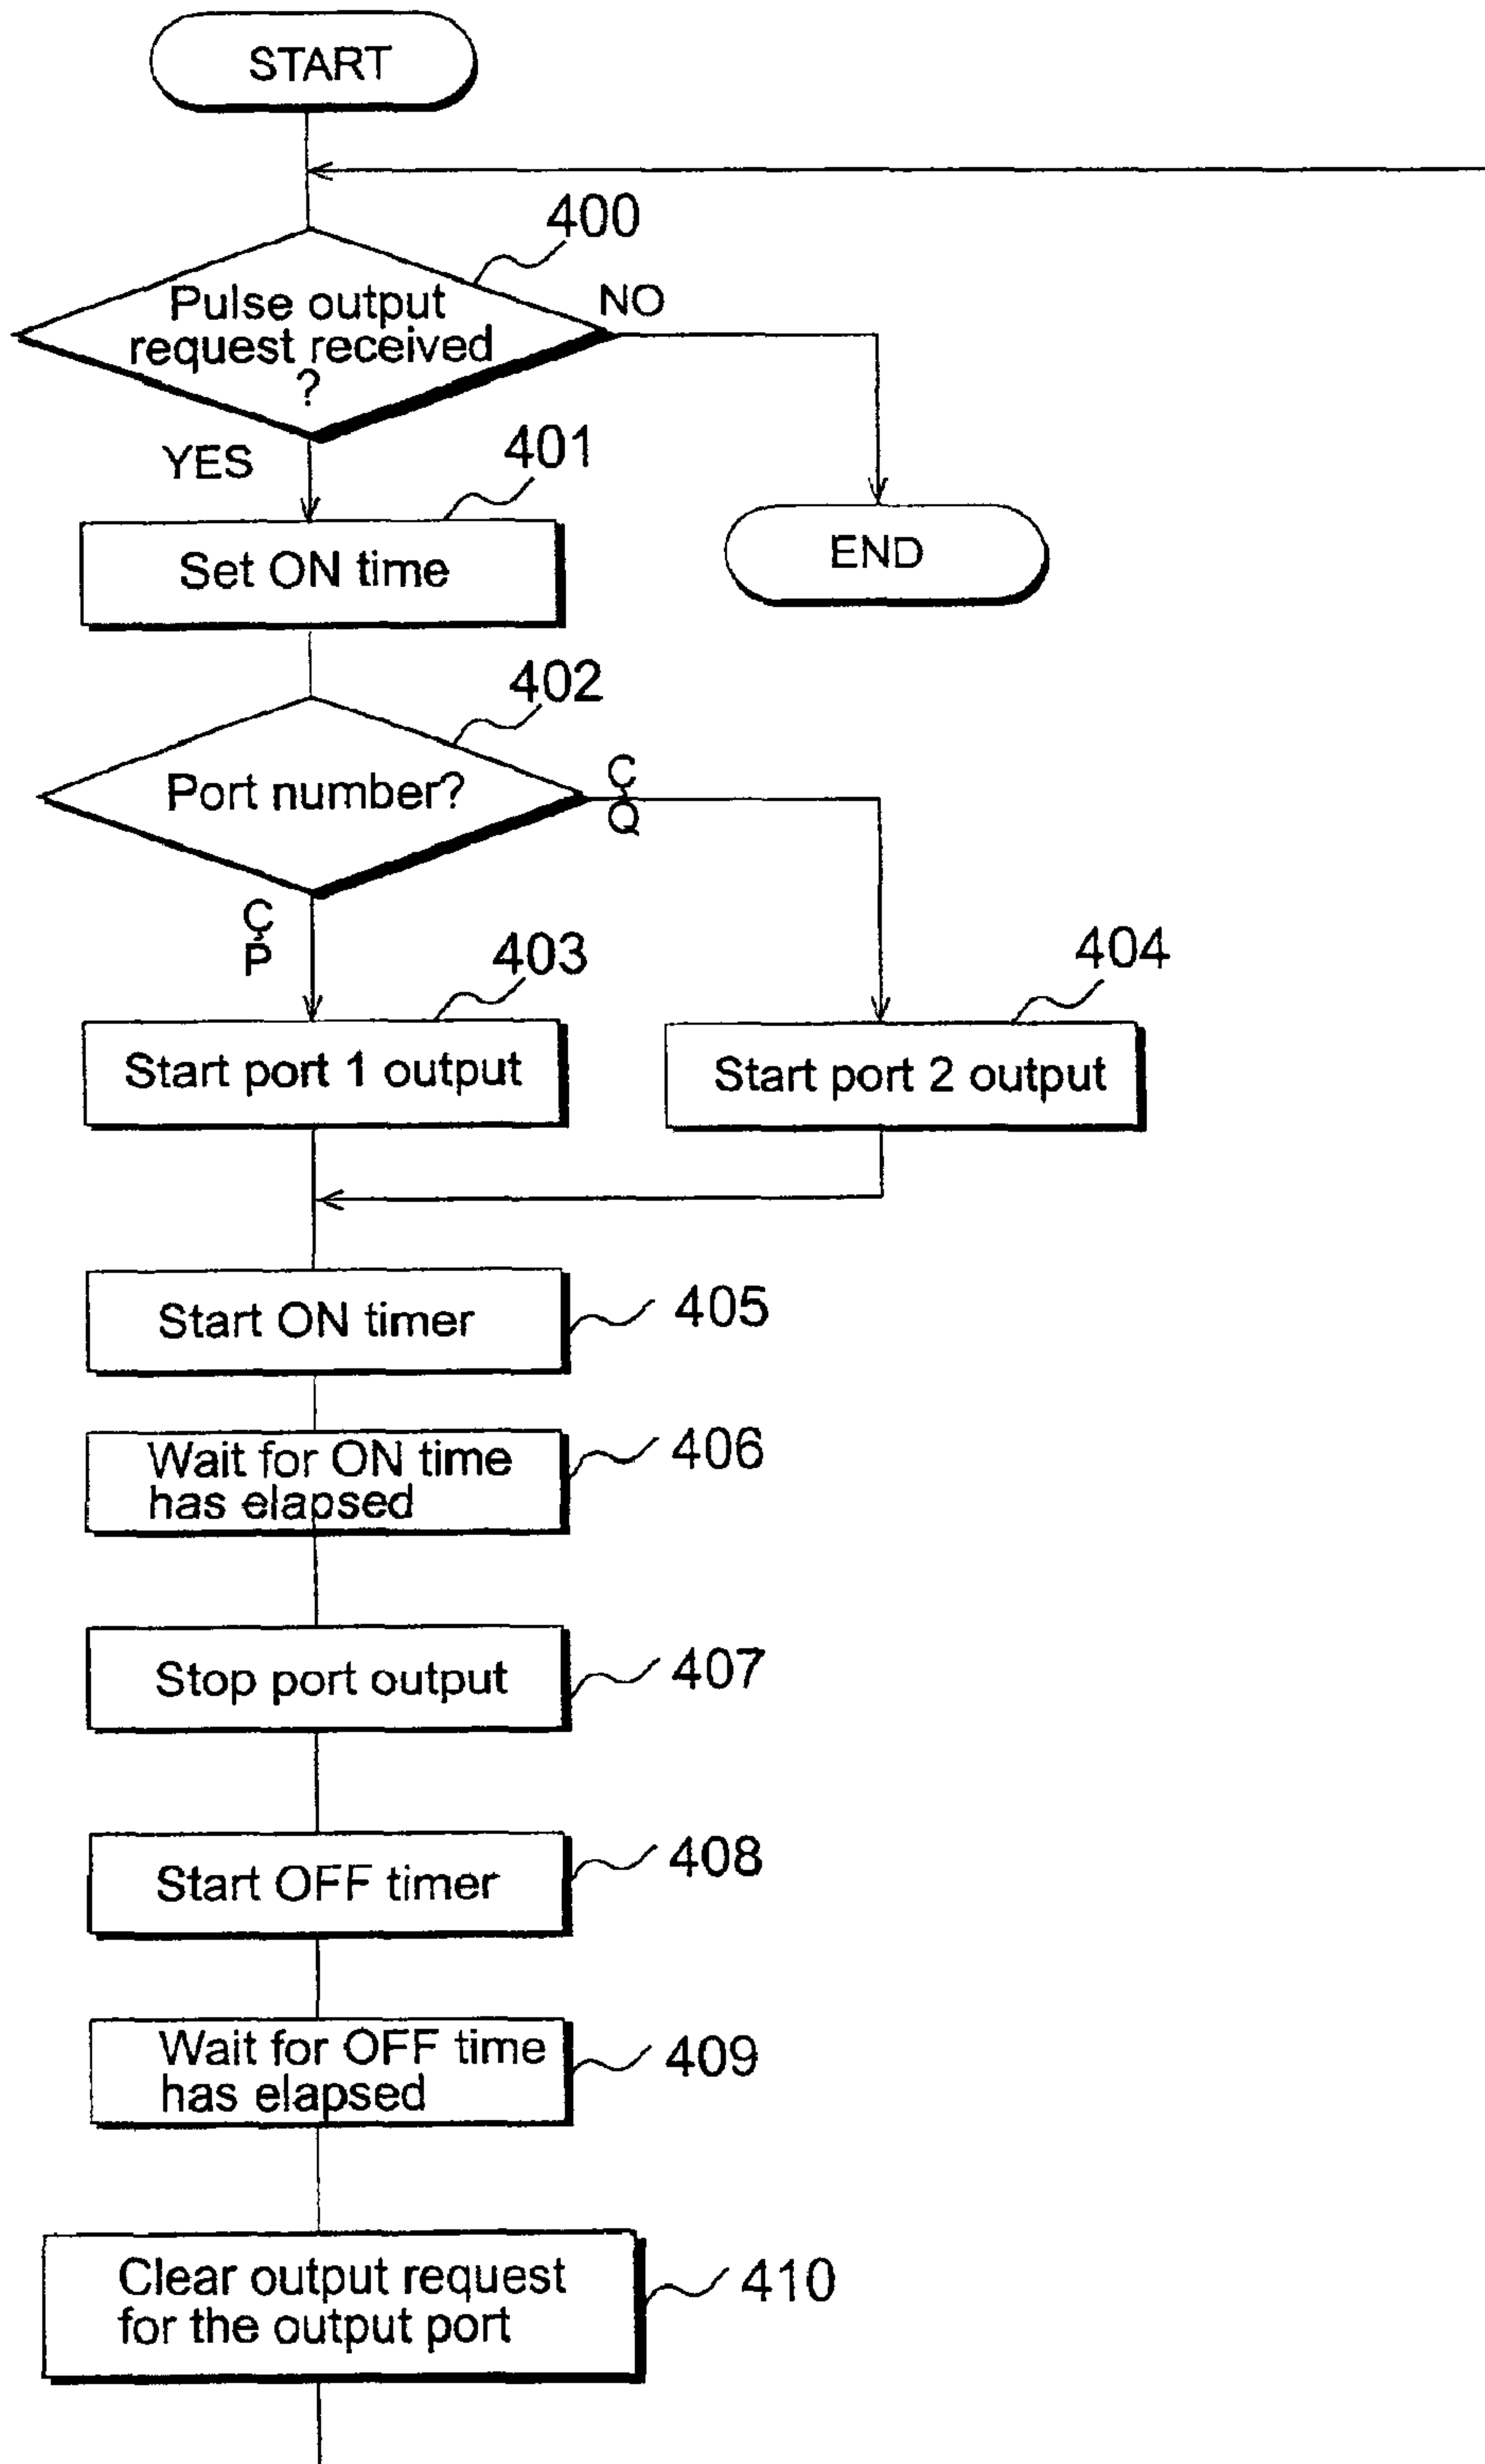 START
400
Pulse output
request received
?
NO
YES
401
Set ON time
END
402
Port number?
Ç
Q
Ç
P
403
404
Start port 1 output
Start port 2 output
Start ON timer
405
Wait for ON time
has elapsed
406
Stop port output
407
Start OFF timer
408
Wait for OFF time
has elapsed
409
Clear output request
for the output port
410